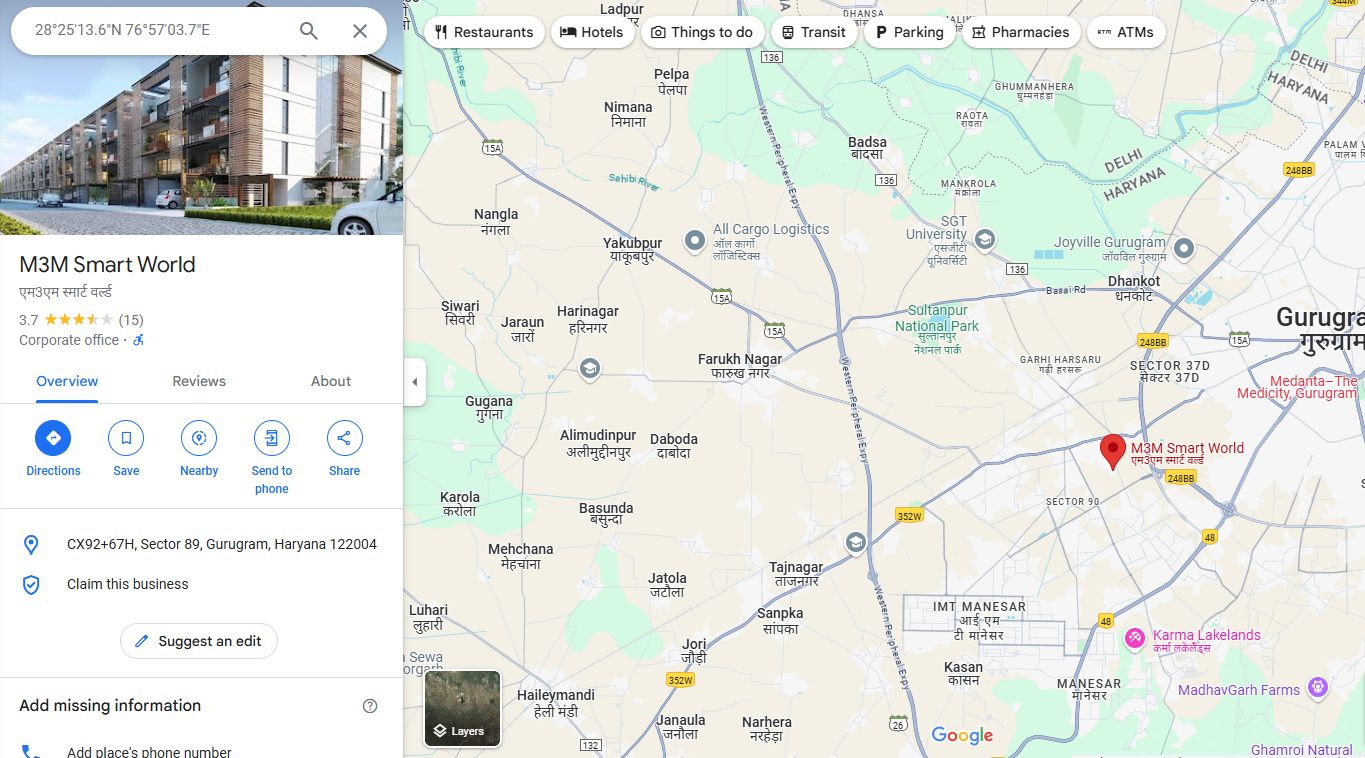 28°25'13.6"N 76°57'03.7"E
M3M Smart World
एम3एम स्मार्ट वर्ल्ड
3.7 (15)
Corporate office ·
Overview
Reviews
About
Directions
Save
Nearby
Send to
phone
Share
CX92+67H, Sector 89, Gurugram, Haryana 122004
Claim this business
Suggest an edit
Add missing information
Add place's phone number
Restaurants
Hotels
Things to do
Transit
Parking
Pharmacies
ATMs
Ladpur
DHANSA
344M
136
Pelpa
पेलपा
Nimana
निमाना
GHUMMANHERA
घुम्मनहेड़ा
DELHI
HARYANA
RAOTA
रावता
15A
Western Peripheral Expy
Badsa
बादसा
DELHI
HARYANA
248BB
136
MANKROLA
मंक्रोला
Sahibi River
Nangla
नंगला
All Cargo Logistics
ऑल कार्गो
लॉजिस्टिक्स
SGT
University
एसजीटी
यूनिवर्सिटी
Yakubpur
याकूबपुर
Joyville Gurugram
जॉयविल गुरुग्राम
136
Dhankot
धनकोट
Basai Rd
15A
Siwari
सिवारी
Harinagar
हरिनगर
Jaraun
जारों
Sultanpur
National Park
सुल्तानपुर
नेशनल पार्क
15A
Gurugra
गुरुग्राम
248BB
15A
Farukh Nagar
फारुख नगर
GARHI HARSARU
गढ़ी हरसरू
SECTOR 37D
सेक्टर 37D
Medanta–The
Medicity, Gurugram
Western Peripheral Expy
Gugana
गुगना
Alimudinpur
अलीमुद्दीनपुर
Daboda
दाबोदा
M3M Smart World
एम3एम स्मार्ट वर्ल्ड
248BB
Karola
करोला
Basunda
बसुन्दा
SECTOR 90
352W
48
Mehchana
मेहचांना
Tajnagar
ताजनगर
Jatola
जटौला
Luhari
लुहारी
Sanpka
सांपका
IMT MANESAR
आई एम
टी मानेसर
48
Karma Lakelands
कर्मा लेकलैंड्स
Western Peripheral Expy
Jori
जौड़ी
Kasan
कासन
MANESAR
मानेसर
MadhavGarh Farms
352W
Haileymandi
हेली मंडी
Janaula
जनौला
Narhera
नरहेड़ा
26
132
Layers
Google
Ghamroi Natural